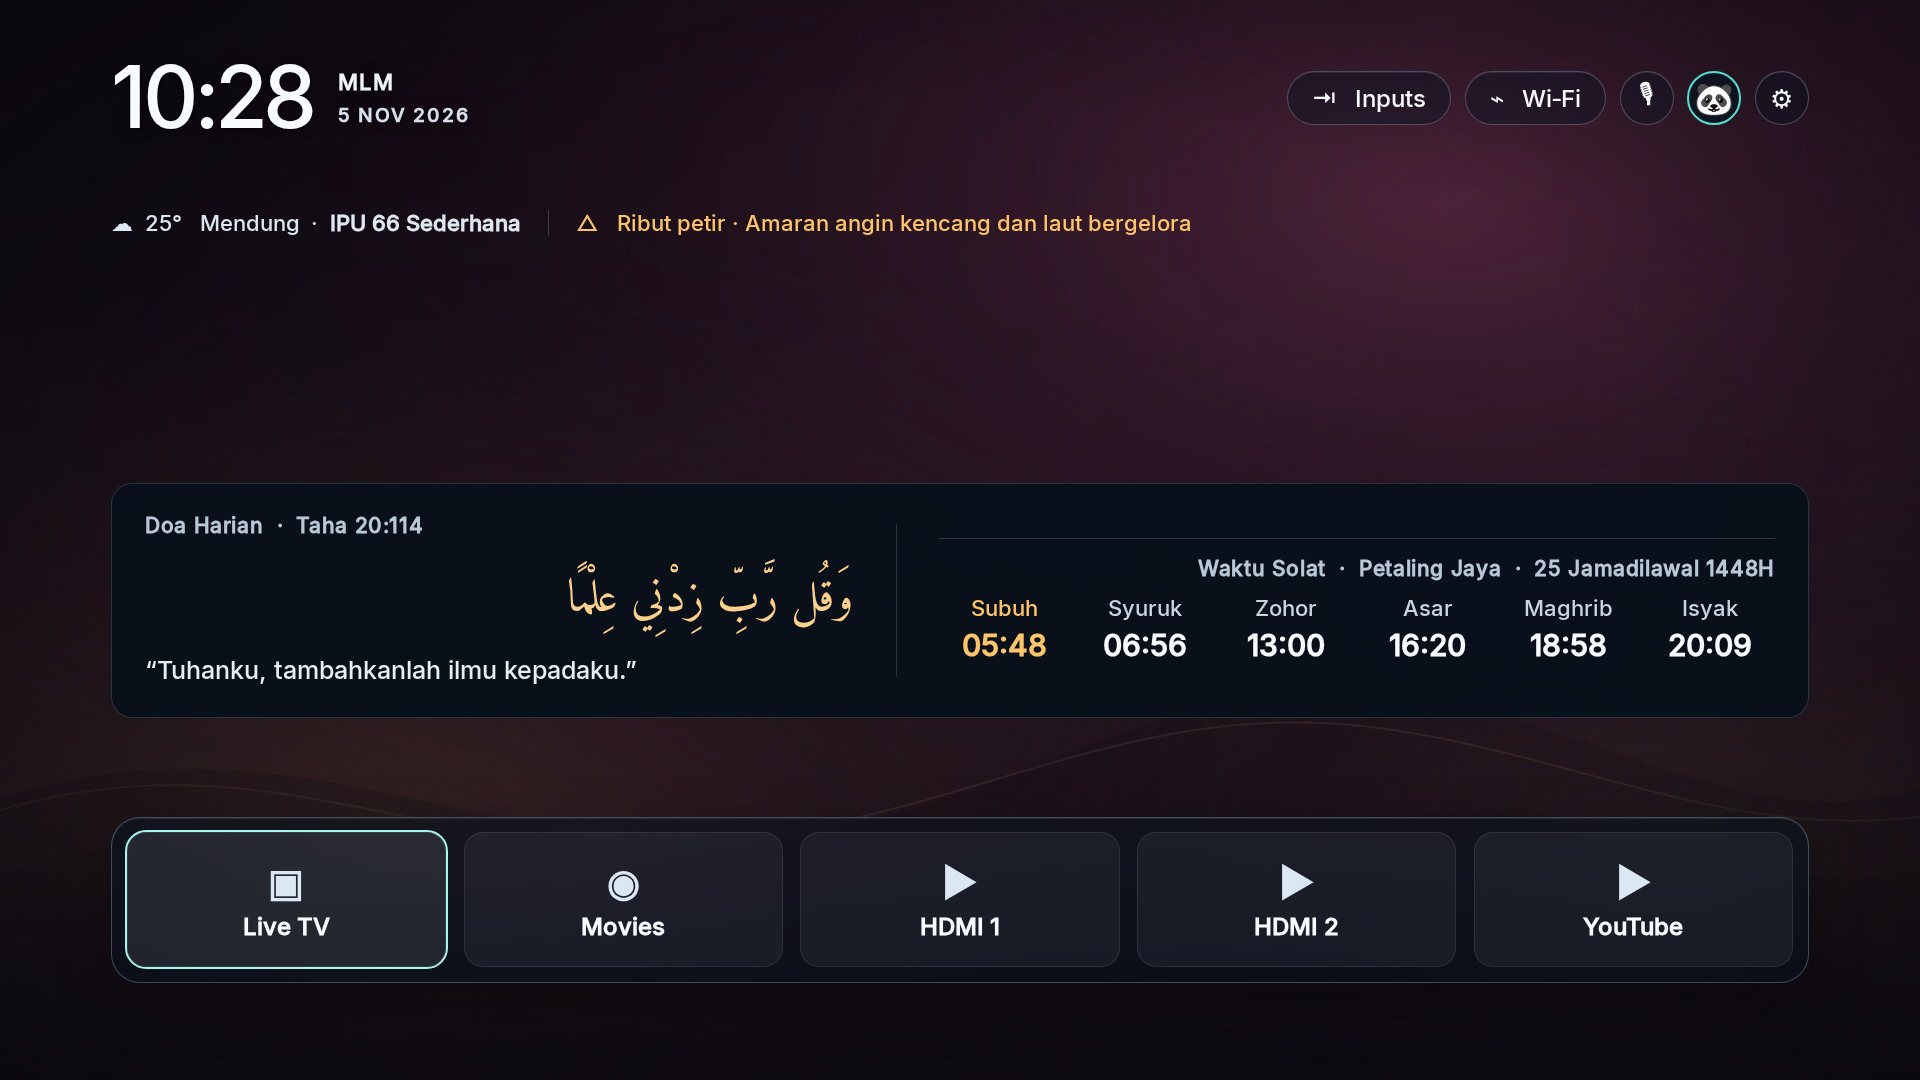 10:28
MLM
5 NOV 2026
Inputs
Wi-Fi
25° Mendung · IPU 66 Sederhana
Ribut petir · Amaran angin kencang dan laut bergelora
Doa Harian · Taha 20:114
وَقُل رَّبِّ زِدْنِي عِلْمًا
“Tuhanku, tambahkanlah ilmu kepadaku.”
Waktu Solat · Petaling Jaya · 25 Jamadilawal 1448H
Subuh Syuruk Zohor Asar Maghrib Isyak
05:48 06:56 13:00 16:20 18:58 20:09
Live TV
Movies
HDMI 1
HDMI 2
YouTube